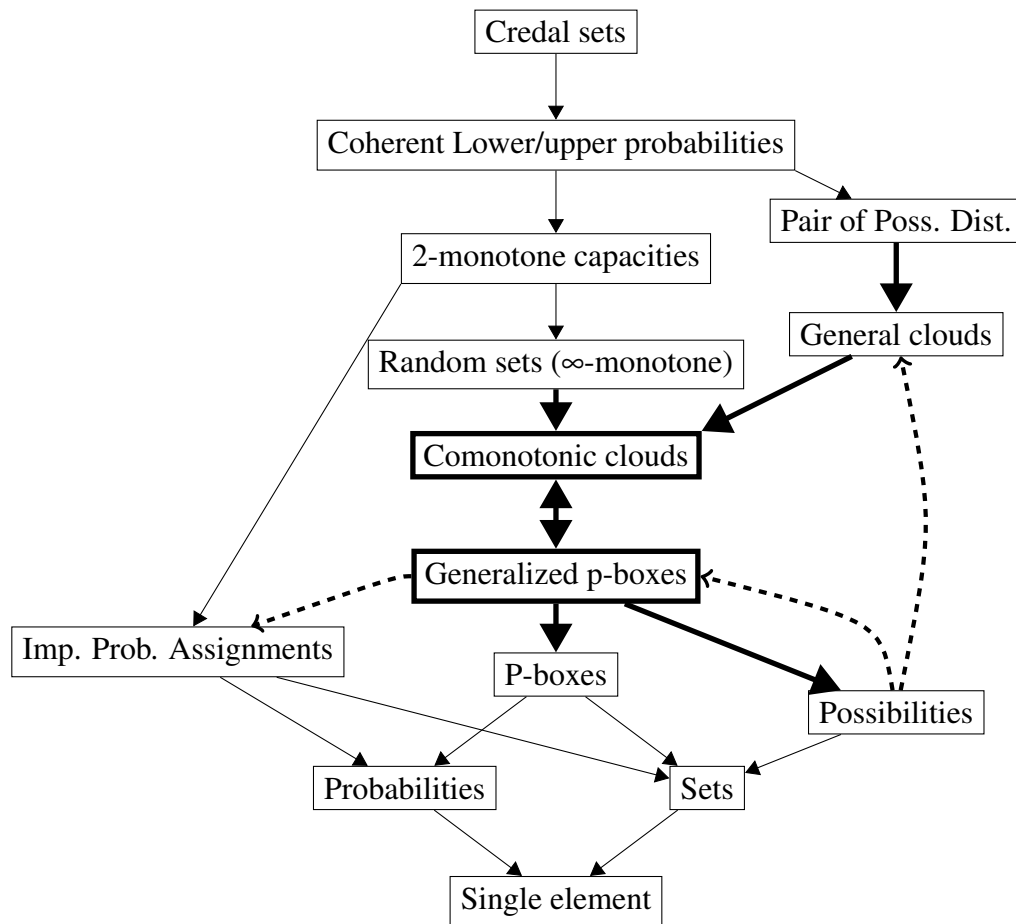 Credal sets
Coherent Lower/upper probabilities
Pair of Poss. Dist.
2-monotone capacities
General clouds
Random sets (∞-monotone)
Comonotonic clouds
Generalized p-boxes
Imp. Prob. Assignments
P-boxes
Possibilities
Probabilities
Sets
Single element